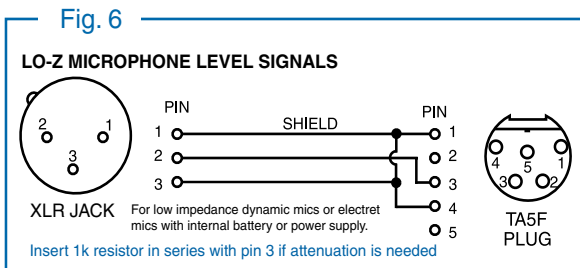 Fig. 6
LO-Z MICROPHONE LEVEL SIGNALS
PIN
PIN
SHIELD
1
2
3
1
2
3
4
5
2
1
3
4
5
1
3
2
XLR JACK
For low impedance dynamic mics or electret
mics with internal battery or power supply.
TA5F
PLUG
Insert 1k resistor in series with pin 3 if attenuation is needed